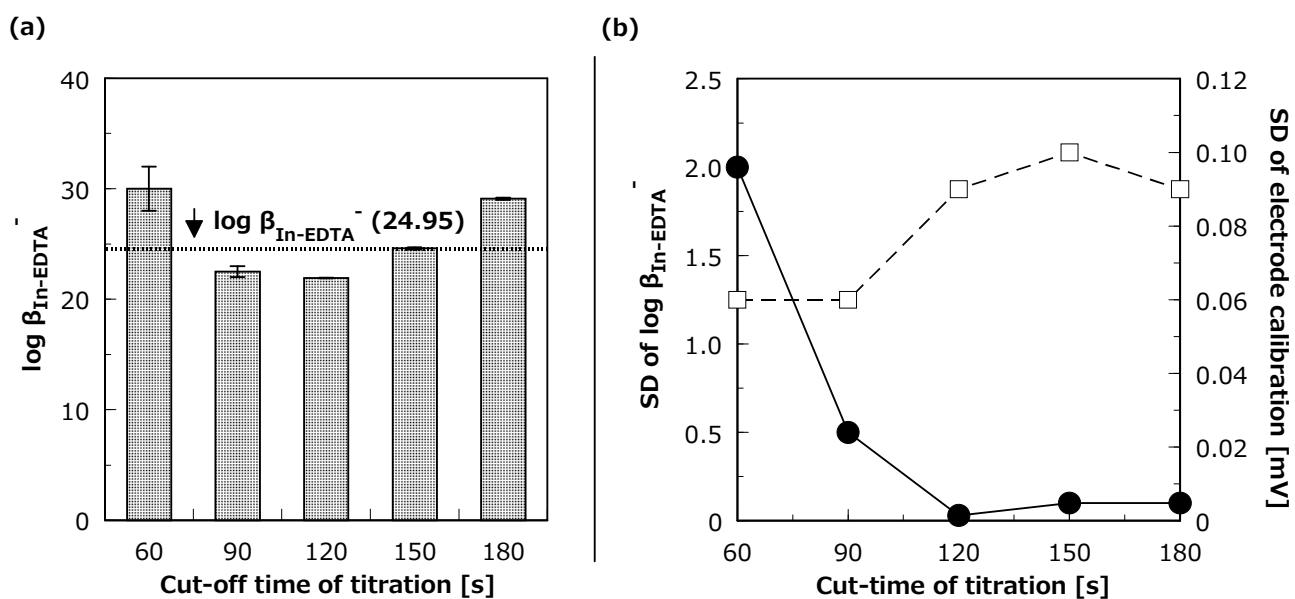 (a)
(b)
40
30
20
10
0
log β In-EDTA -
log β In-EDTA - (24.95)
60 90 120 150 180
Cut-off time of titration [s]
2.5
2.0
1.5
1.0
0.5
0
SD of log β In-EDTA -
0.12
0.10
0.08
0.06
0.04
0.02
0
SD of electrode calibration [mV]
60 90 120 150 180
Cut-time of titration [s]